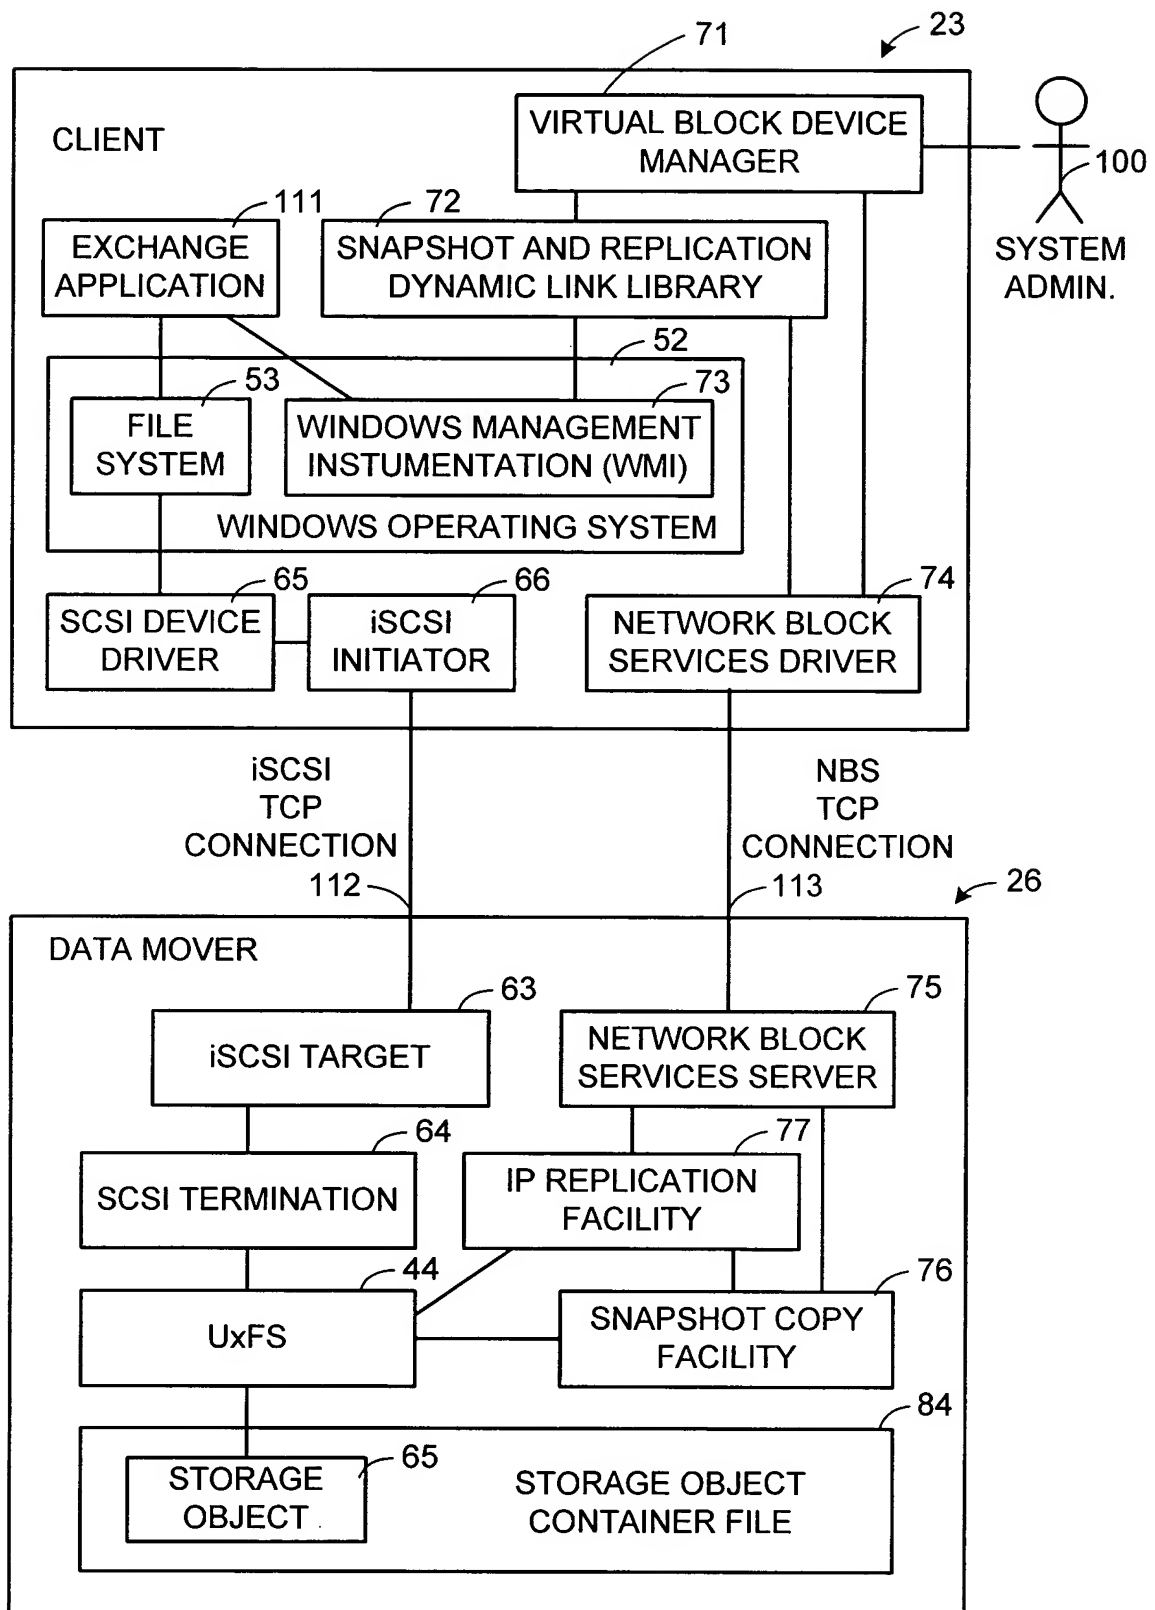 71
23
CLIENT
VIRTUAL BLOCK DEVICE
MANAGER
100
SYSTEM
ADMIN.
111
EXCHANGE
APPLICATION
72
SNAPSHOT AND REPLICATION
DYNAMIC LINK LIBRARY
52
53
FILE
SYSTEM
73
WINDOWS MANAGEMENT
INSTUMENTATION (WMI)
WINDOWS OPERATING SYSTEM
65
SCSI DEVICE
DRIVER
66
iSCSI
INITIATOR
74
NETWORK BLOCK
SERVICES DRIVER
iSCSI
TCP
CONNECTION
112
NBS
TCP
CONNECTION
113
26
DATA MOVER
63
iSCSI TARGET
75
NETWORK BLOCK
SERVICES SERVER
64
SCSI TERMINATION
77
IP REPLICATION
FACILITY
44
UxFS
76
SNAPSHOT COPY
FACILITY
84
65
STORAGE
OBJECT
STORAGE OBJECT
CONTAINER FILE